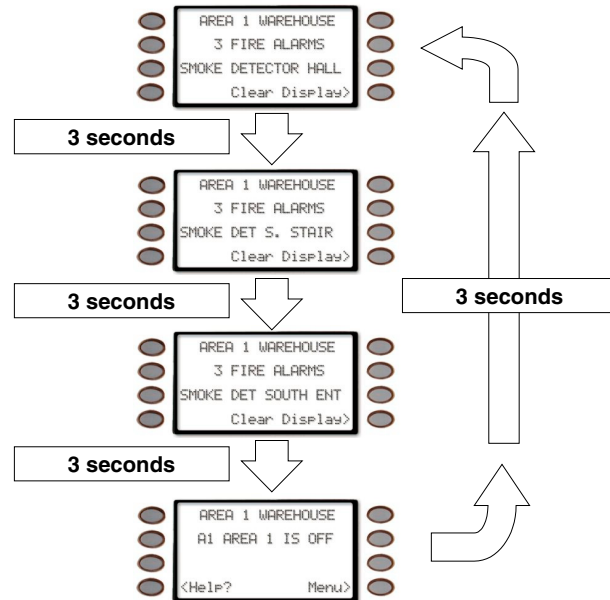 AREA 1 WAREHOUSE
3 FIRE ALARMS
SMOKE DETECTOR HALL
Clear Display>
3 seconds
AREA 1 WAREHOUSE
3 FIRE ALARMS
SMOKE DET S. STAIR
Clear Display>
3 seconds
3 seconds
AREA 1 WAREHOUSE
3 FIRE ALARMS
SMOKE DET SOUTH ENT
Clear Display>
3 seconds
AREA 1 WAREHOUSE
A1 AREA 1 IS OFF
<Help? Menu>